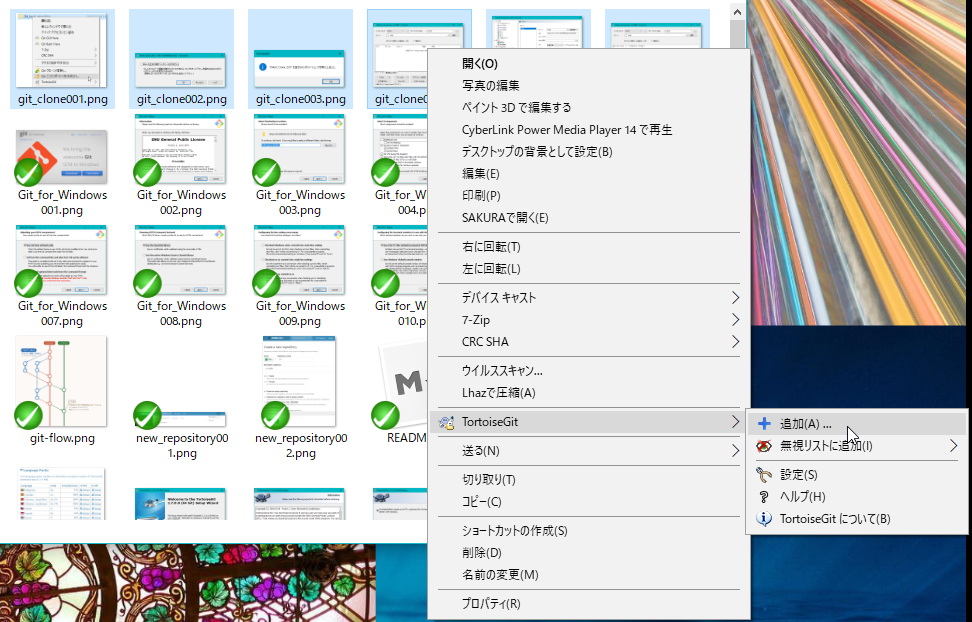 git_clone001.png
git_clone002.png
git_clone003.png
git_clone0
Git_for_Windows
001.png
Git_for_Windows
002.png
Git_for_Windows
003.png
Git_for_W
004.p
Git_for_Windows
007.png
Git_for_Windows
008.png
Git_for_Windows
009.png
Git_for_W
010.p
git-flow.png
new_repository00
1.png
new_repository00
2.png
READM
開く(O)
写真の編集
ペイント 3D で編集する
CyberLink Power Media Player 14 で再生
デスクトップの背景として設定(B)
編集(E)
印刷(P)
SAKURAで開く(E)
右に回転(T)
左に回転(L)
デバイス キャスト
7-Zip
CRC SHA
ウイルススキャン...
Lhazで圧縮(A)
TortoiseGit
送る(N)
切り取り(T)
コピー(C)
ショートカットの作成(S)
削除(D)
名前の変更(M)
プロパティ(R)
追加(A) ...
無視リストに追加(I)
設定(S)
ヘルプ(H)
TortoiseGit について(B)